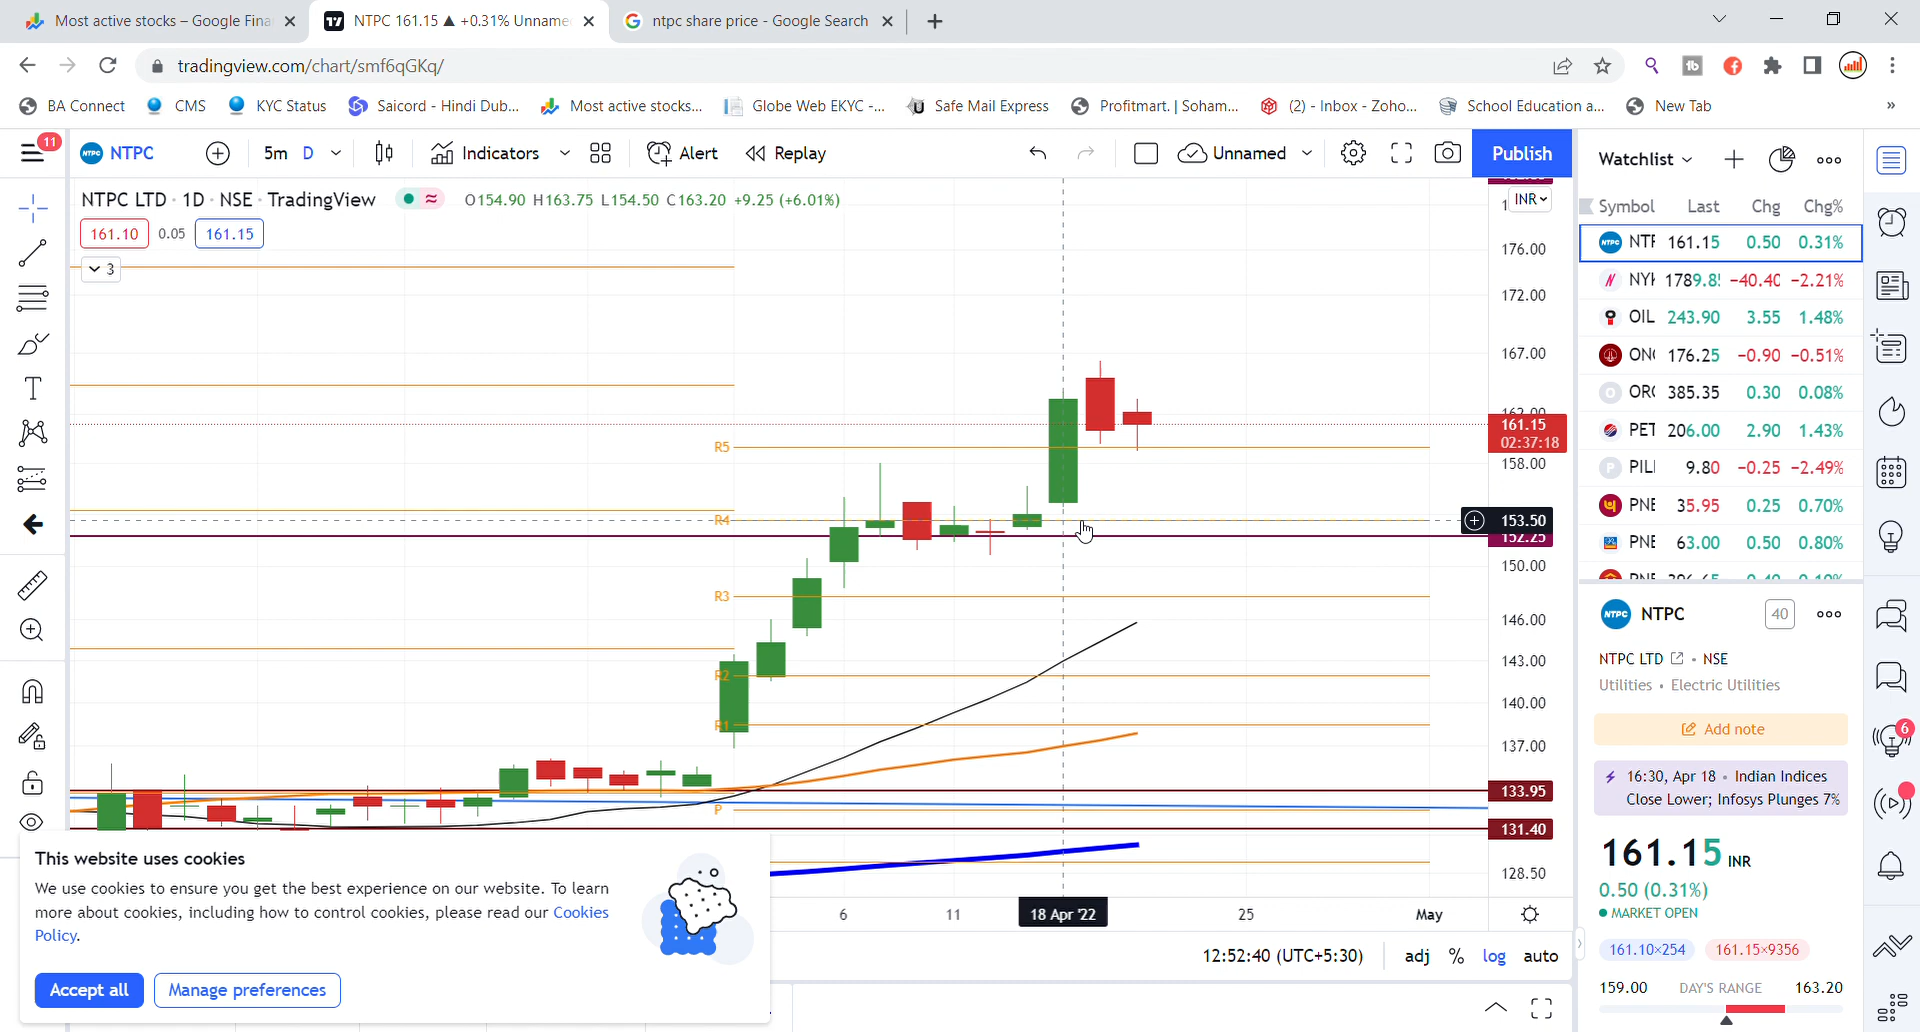 Most active stocks – Google Fina
NTPC 161.15 ▲ +0.31% Unname
ntpc share price - Google Search
tradingview.com/chart/smf6qGKq/
BA Connect
CMS
KYC Status
Saicord - Hindi Dub...
Most active stocks...
Globe Web EKYC -...
Safe Mail Express
Profitmart. | Soham...
(2) - Inbox - Zoho...
School Education a...
New Tab
»
11
NTPC
5m D
Indicators
Alert
Replay
Unnamed
Publish
Watchlist
NTPC LTD · 1D · NSE · TradingView
O154.90 H163.75 L154.50 C163.20 +9.25 (+6.01%)
INR
Symbol Last Chg Chg%
161.10 0.05 161.15
3
NTP 161.15 0.50 0.31%
NYK 1789.85 −40.40 −2.21%
OIL 243.90 3.55 1.48%
ONG 176.25 −0.90 −0.51%
ORC 385.35 0.30 0.08%
PET 206.00 2.90 1.43%
PIL 9.80 −0.25 −2.49%
PNB 35.95 0.25 0.70%
PNB 63.00 0.50 0.80%
176.00
172.00
167.00
162.00
161.15
02:37:18
158.00
153.50
152.25
150.00
146.00
143.00
140.00
137.00
133.95
131.40
128.50
R5
R4
R3
R2
R1
P
NTPC 40
NTPC LTD • NSE
Utilities • Electric Utilities
Add note
16:30, Apr 18 • Indian Indices
Close Lower; Infosys Plunges 7%
6
161.15 INR
0.50 (0.31%)
MARKET OPEN
161.10×254 161.15×9356
159.00 DAY'S RANGE 163.20
This website uses cookies
We use cookies to ensure you get the best experience on our website. To learn
more about cookies, including how to control cookies, please read our Cookies
Policy.
Accept all
Manage preferences
6 11 18 Apr '22 25 May
12:52:40 (UTC+5:30) adj % log auto